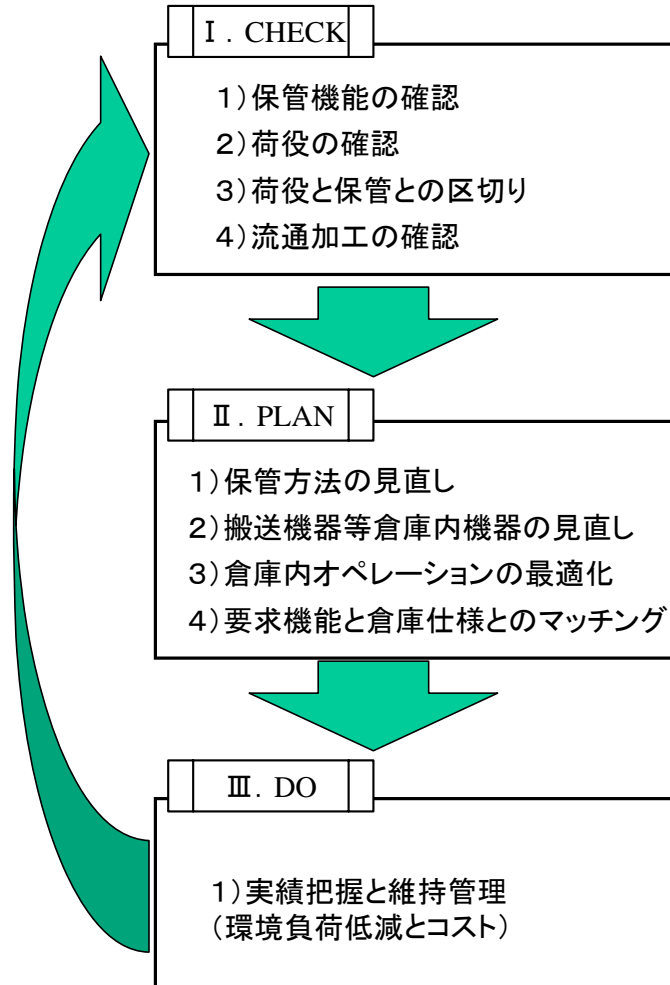 Ⅰ. CHECK
1)保管機能の確認
2)荷役の確認
3)荷役と保管との区切り
4)流通加工の確認
Ⅱ. PLAN
1)保管方法の見直し
2)搬送機器等倉庫内機器の見直し
3)倉庫内オペレーションの最適化
4)要求機能と倉庫仕様とのマッチング
Ⅲ. DO
1)実績把握と維持管理
(環境負荷低減とコスト)